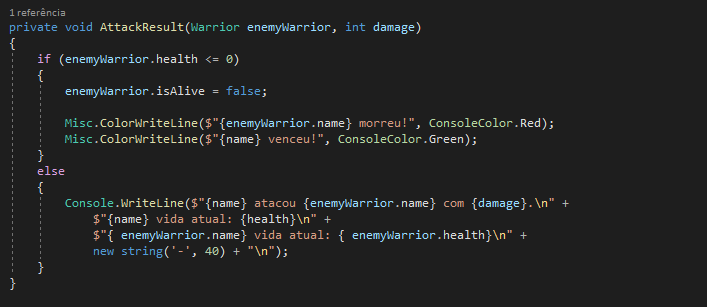 1 referência
private void AttackResult(Warrior enemyWarrior, int damage)
{
if (enemyWarrior.health <= 0)
{
enemyWarrior.isAlive = false;
Misc.ColorWriteLine($"{enemyWarrior.name} morreu!", ConsoleColor.Red);
Misc.ColorWriteLine($"{name} venceu!", ConsoleColor.Green);
}
else
{
Console.WriteLine($"{name} atacou {enemyWarrior.name} com {damage}.\n" +
$"{name} vida atual: {health}\n" +
$"{ enemyWarrior.name} vida atual: { enemyWarrior.health}\n" +
new string('-', 40) + "\n");
}
}